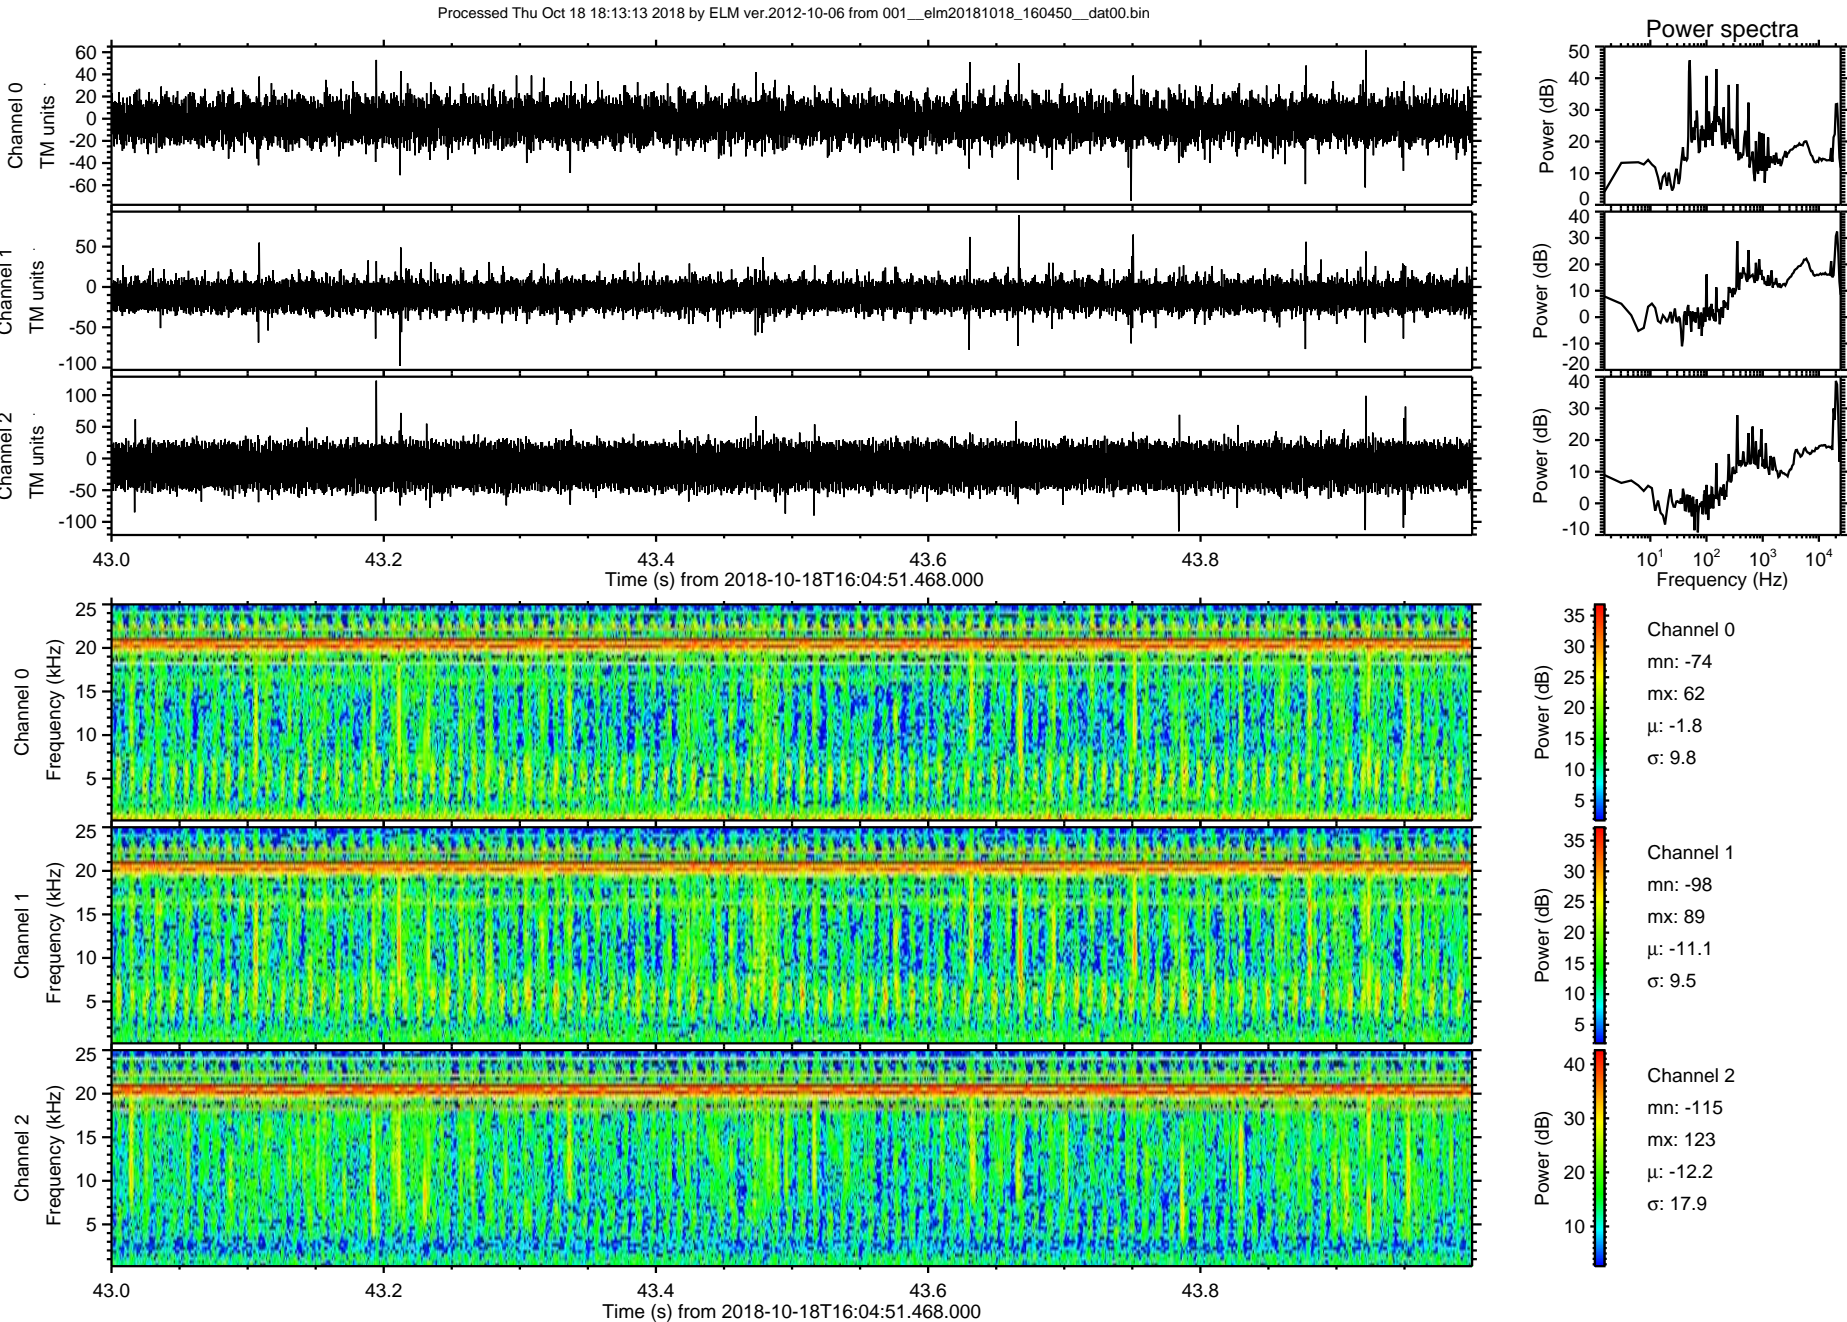 Processed Thu Oct 18 18:13:13 2018 by ELM ver.2012-10-06 from 001__elm20181018_160450__dat00.bin
Power spectra
Channel 0
TM units
60
40
20
0
-20
-40
-60
Power (dB)
50
40
30
20
10
0
Channel 1
TM units
50
0
-50
-100
Power (dB)
40
30
20
10
0
-10
-20
Channel 2
TM units
100
50
0
-50
-100
Power (dB)
40
30
20
10
0
-10
43.0 43.2 43.4 43.6 43.8
Time (s) from 2018-10-18T16:04:51.468.000
10^1 10^2 10^3 10^4
Frequency (Hz)
Channel 0
Frequency (kHz)
25
20
15
10
5
Power (dB)
35
30
25
20
15
10
5
Channel 0
mn: -74
mx: 62
µ: -1.8
σ: 9.8
Channel 1
Frequency (kHz)
25
20
15
10
5
Power (dB)
35
30
25
20
15
10
5
Channel 1
mn: -98
mx: 89
µ: -11.1
σ: 9.5
Channel 2
Frequency (kHz)
25
20
15
10
5
Power (dB)
40
30
20
10
Channel 2
mn: -115
mx: 123
µ: -12.2
σ: 17.9
43.0 43.2 43.4 43.6 43.8
Time (s) from 2018-10-18T16:04:51.468.000